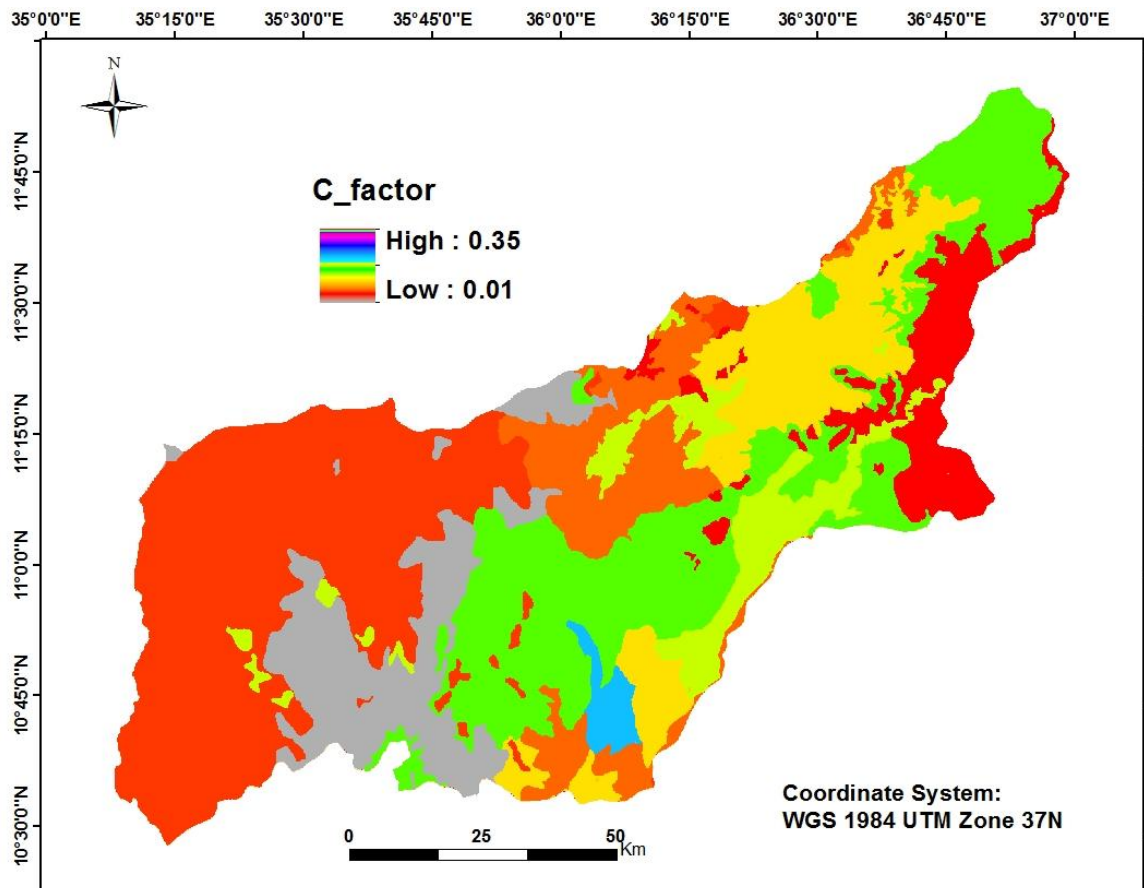 35°0'0"E 35°15'0"E 35°30'0"E 35°45'0"E 36°0'0"E 36°15'0"E 36°30'0"E 36°45'0"E 37°0'0"E
N
11°45'0"N
C_factor
High : 0.35
Low : 0.01
11°30'0"N
11°15'0"N
11°0'0"N
10°45'0"N
10°30'0"N
Coordinate System:
WGS 1984 UTM Zone 37N
0 25 50
Km